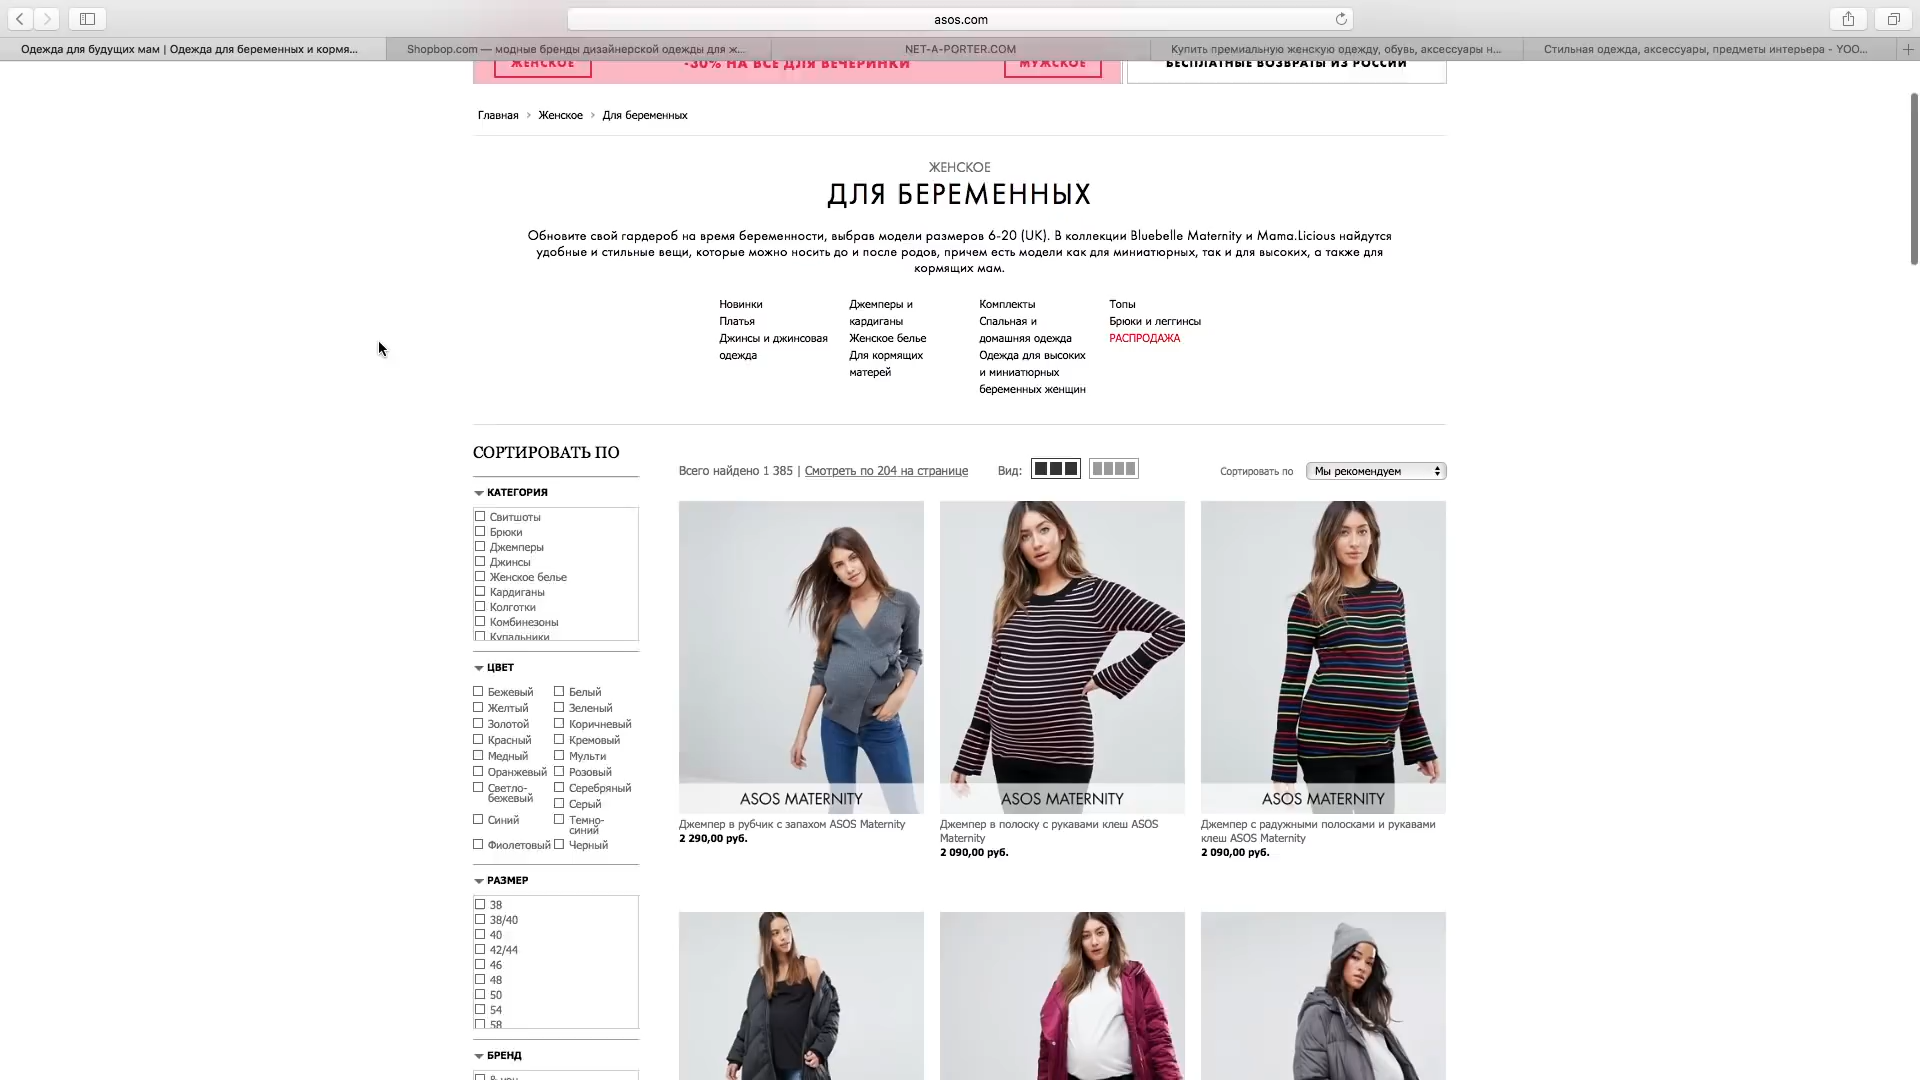 asos.com
Одежда для будущих мам | Одежда для беременных и кормя...
Shopbop.com — модные бренды дизайнерской одежды для ж...
NET-A-PORTER.COM
Купить премиальную женскую одежду, обувь, аксессуары н...
Стильная одежда, аксессуары, предметы интерьера - YOO...
ЖЕНСКОЕ
-30% НА ВСЕ ДЛЯ ВЕЧЕРИНКИ
МУЖСКОЕ
БЕСПЛАТНЫЕ ВОЗВРАТЫ ИЗ РОССИИ
Главная > Женское > Для беременных
ЖЕНСКОЕ
ДЛЯ БЕРЕМЕННЫХ
Обновите свой гардероб на время беременности, выбрав модели размеров 6-20 (UK). В коллекции Bluebelle Maternity и Mama.Licious найдутся
удобные и стильные вещи, которые можно носить до и после родов, причем есть модели как для миниатюрных, так и для высоких, а также для
кормящих мам.
Новинки
Платья
Джинсы и джинсовая
одежда
Джемперы и
кардиганы
Женское белье
Для кормящих
матерей
Комплекты
Спальная и
домашняя одежда
Одежда для высоких
и миниатюрных
беременных женщин
Топы
Брюки и леггинсы
РАСПРОДАЖА
СОРТИРОВАТЬ ПО
КАТЕГОРИЯ
Свитшоты
Брюки
Джемперы
Джинсы
Женское белье
Кардиганы
Колготки
Комбинезоны
Купальники
ЦВЕТ
Бежевый Белый
Желтый Зеленый
Золотой Коричневый
Красный Кремовый
Медный Мульти
Оранжевый Розовый
Светло-
бежевый
Серебряный
Серый
Синий
Темно-
синий
Фиолетовый Черный
РАЗМЕР
38
38/40
40
42/44
46
48
50
54
58
БРЕНД
Всего найдено 1 385 | Смотреть по 204 на странице
Вид:
Сортировать по
Мы рекомендуем
ASOS MATERNITY
Джемпер в рубчик с запахом ASOS Maternity
2 290,00 руб.
ASOS MATERNITY
Джемпер в полоску с рукавами клеш ASOS
Maternity
2 090,00 руб.
ASOS MATERNITY
Джемпер с радужными полосками и рукавами
клеш ASOS Maternity
2 090,00 руб.